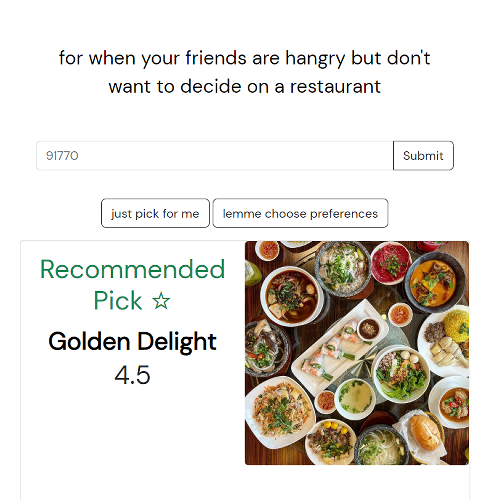 for when your friends are hangry but don't
want to decide on a restaurant
91770
Submit
just pick for me
lemme choose preferences
Recommended
Pick ☆
Golden Delight
4.5